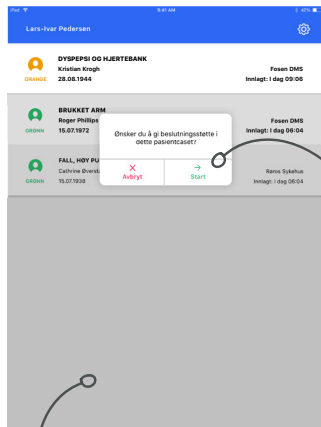 iPad
9:41 AM
42%
Lars-Ivar Pedersen
DYSPEPSI OG HJERTEBANK
Kristian Krogh
Fosen DMS
ORANGE
28.08.1944
Innlagt: I dag 09:06
BRUKKET ARM
Roger Phillips
Fosen DMS
GRØNN
15.07.1972
Innlagt: I dag 06:04
Ønsker du å gi beslutningsstøtte i
dette pasientcaset?
FALL, HØY PU
Cathrine Øverst
Røros Sykehus
GRØNN
15.07.1938
Innlagt: I dag 06:04
Avbryt
Start